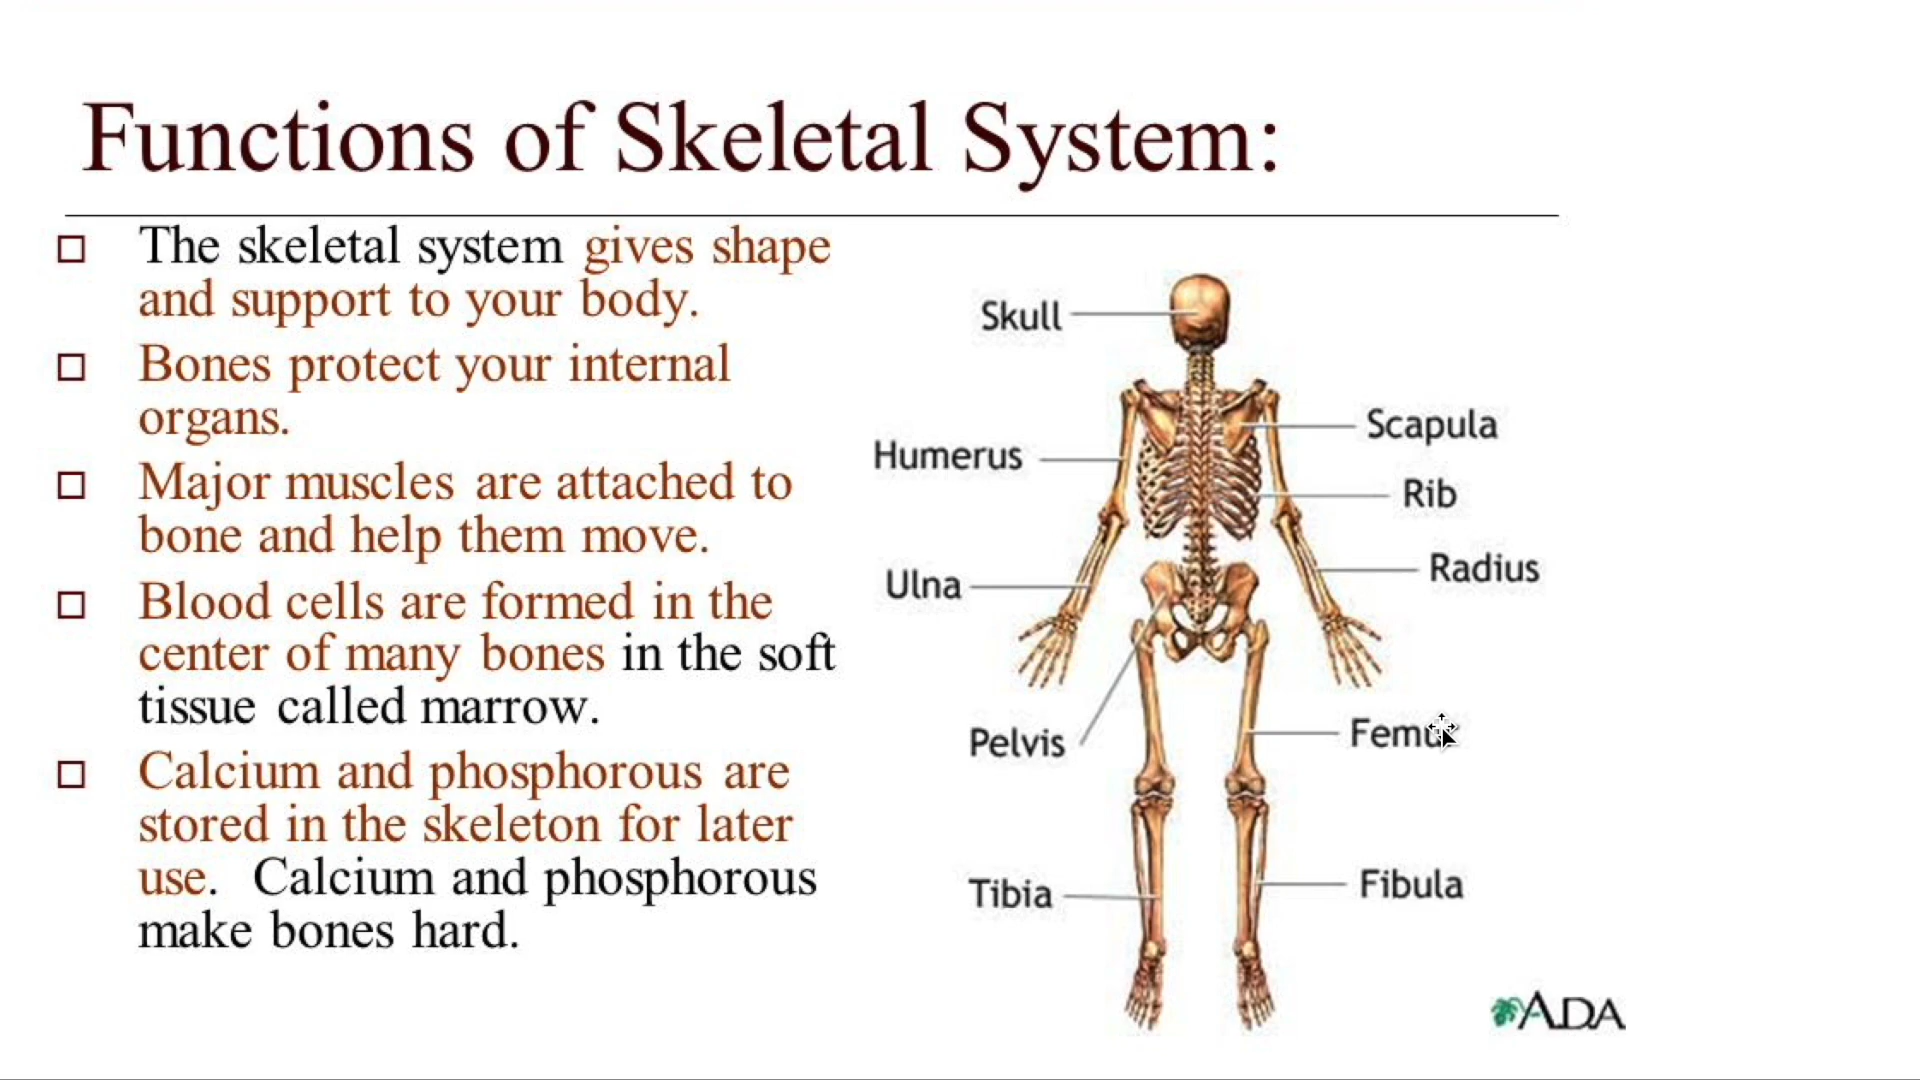 Functions of Skeletal System:
The skeletal system gives shape
and support to your body.
Bones protect your internal
organs.
Major muscles are attached to
bone and help them move.
Blood cells are formed in the
center of many bones in the soft
tissue called marrow.
Calcium and phosphorous are
stored in the skeleton for later
use. Calcium and phosphorous
make bones hard.
Skull
Scapula
Humerus
Rib
Radius
Ulna
Femur
Pelvis
Fibula
Tibia
ADA